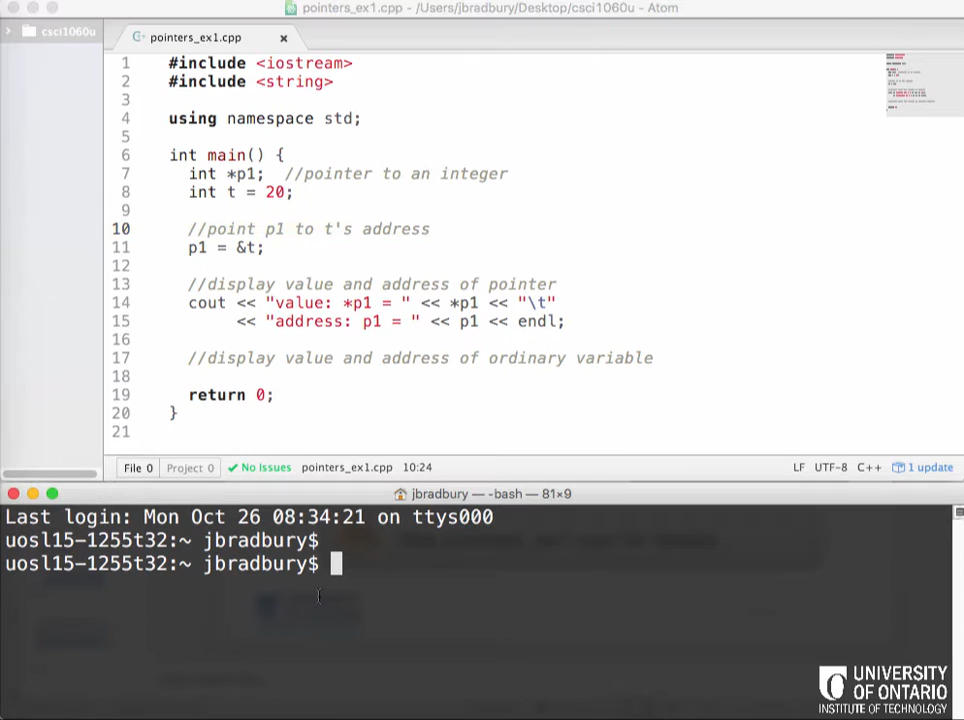 pointers_ex1.cpp - /Users/jbradbury/Desktop/csci1060u - Atom
csci1060u
pointers_ex1.cpp
1 #include <iostream>
2 #include <string>
3
4 using namespace std;
5
6 int main() {
7 int *p1; //pointer to an integer
8 int t = 20;
9
10 //point p1 to t's address
11 p1 = &t;
12
13 //display value and address of pointer
14 cout << "value: *p1 = " << *p1 << "\t"
15 << "address: p1 = " << p1 << endl;
16
17 //display value and address of ordinary variable
18
19 return 0;
20 }
21
File 0 Project 0 No Issues pointers_ex1.cpp 10:24 LF UTF-8 C++ 1 update
jbradbury — -bash — 81×9
Last login: Mon Oct 26 08:34:21 on ttys000
uosl15-1255t32:~ jbradbury$
uosl15-1255t32:~ jbradbury$
UNIVERSITY
OF ONTARIO
INSTITUTE OF TECHNOLOGY